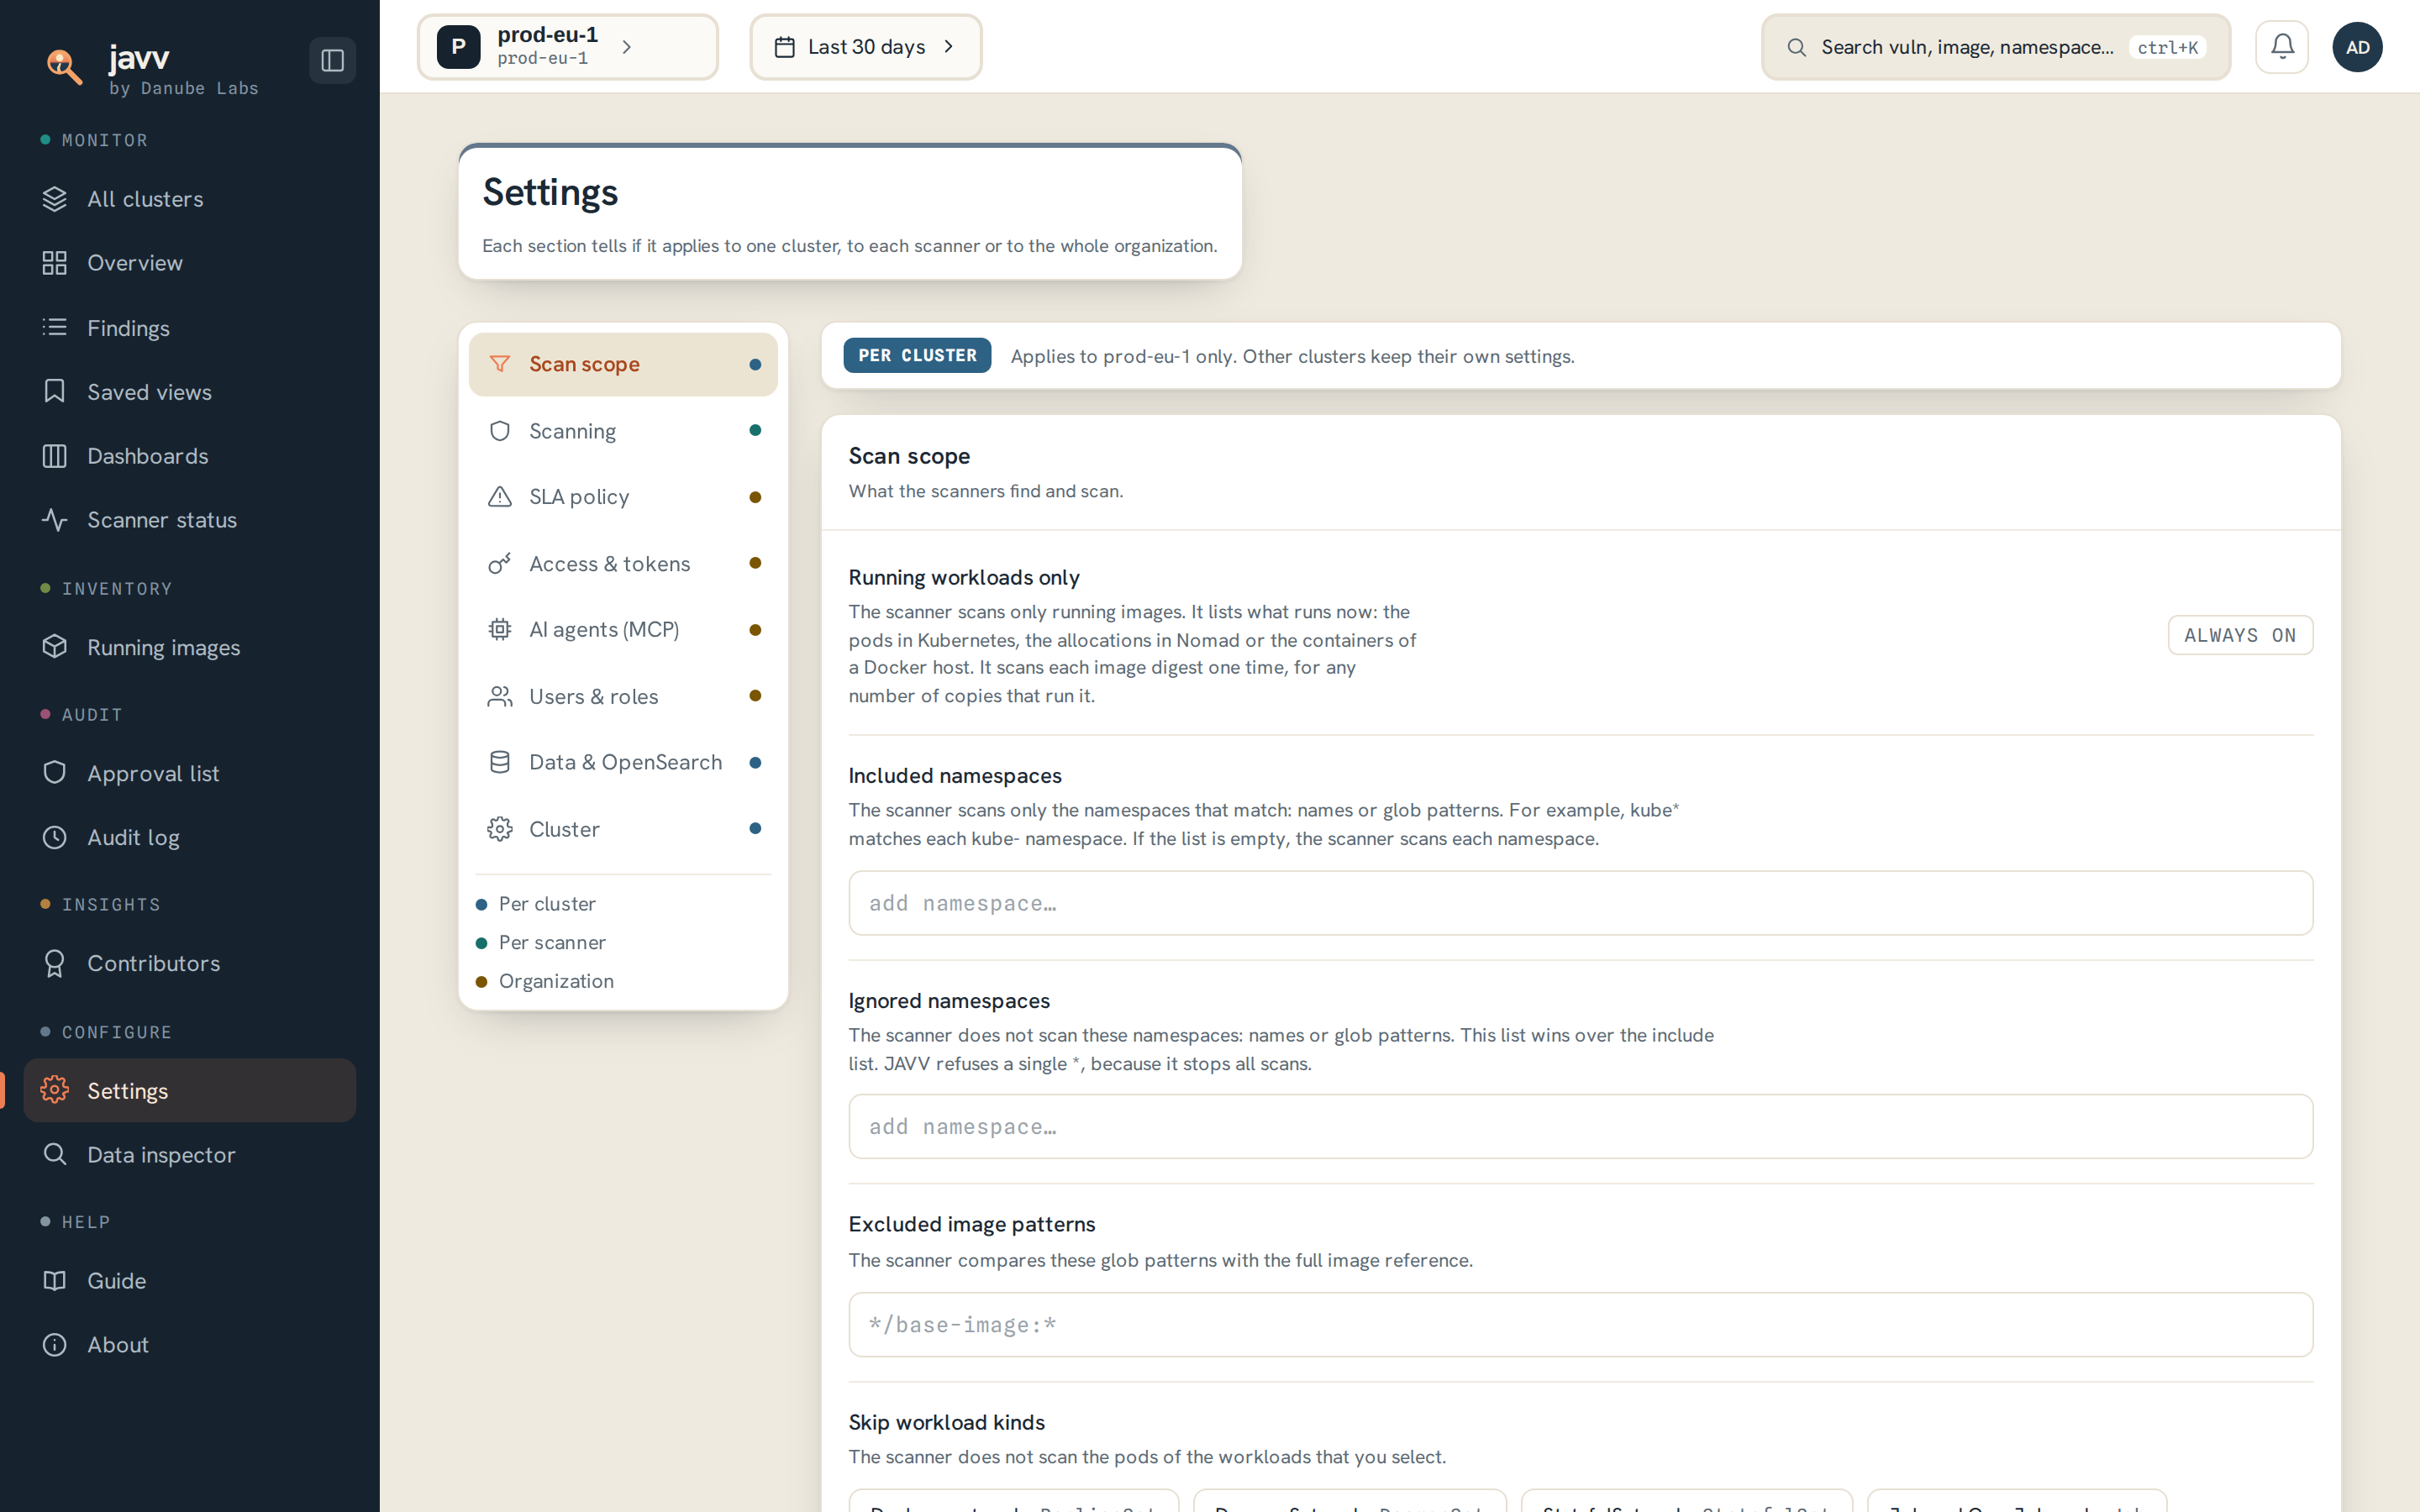 javv
by Danube Labs
MONITOR
All clusters
Overview
Findings
Saved views
Dashboards
Scanner status
INVENTORY
Running images
AUDIT
Approval list
Audit log
INSIGHTS
Contributors
CONFIGURE
Settings
Data inspector
HELP
Guide
About
P
prod-eu-1
prod-eu-1
Last 30 days
Search vuln, image, namespace…
ctrl+K
AD
Settings
Each section tells if it applies to one cluster, to each scanner or to the whole organization.
Scan scope
Scanning
SLA policy
Access & tokens
AI agents (MCP)
Users & roles
Data & OpenSearch
Cluster
Per cluster
Per scanner
Organization
PER CLUSTER
Applies to prod-eu-1 only. Other clusters keep their own settings.
Scan scope
What the scanners find and scan.
Running workloads only
The scanner scans only running images. It lists what runs now: the
pods in Kubernetes, the allocations in Nomad or the containers of
a Docker host. It scans each image digest one time, for any
number of copies that run it.
ALWAYS ON
Included namespaces
The scanner scans only the namespaces that match: names or glob patterns. For example, kube*
matches each kube- namespace. If the list is empty, the scanner scans each namespace.
add namespace…
Ignored namespaces
The scanner does not scan these namespaces: names or glob patterns. This list wins over the include
list. JAVV refuses a single *, because it stops all scans.
add namespace…
Excluded image patterns
The scanner compares these glob patterns with the full image reference.
*/base-image:*
Skip workload kinds
The scanner does not scan the pods of the workloads that you select.